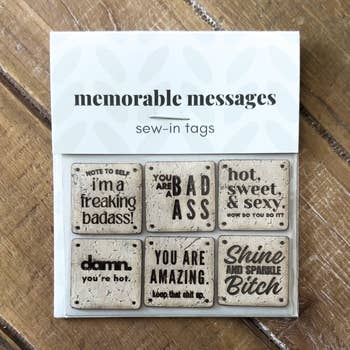 memorable messages
sew-in tags
NOTE TO SELF
i'm a
freaking
badass!
YOU
ARE
A
BAD
ASS
hot,
sweet,
& sexy.
HOW DO YOU DO IT?
damn.
you're hot.
YOU ARE
AMAZING.
keep that shit up.
Shine
AND SPARKLE
Bitch